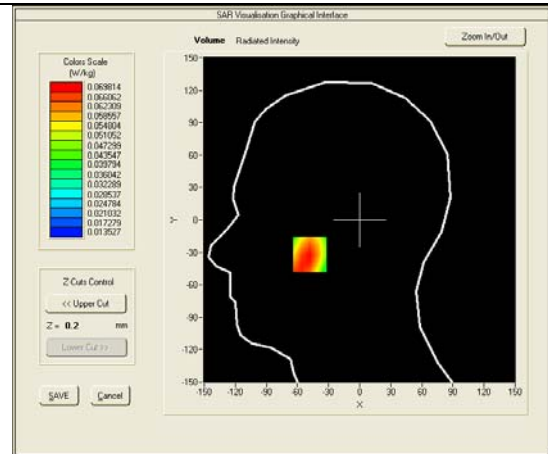 SAR Visualisation Graphical Interface
Volume Radiated Intensity
Zoom In/Out
Colors Scale
(W/kg)
0.069814
0.066062
0.062309
0.058557
0.054804
0.051052
0.047299
0.043547
0.039794
0.036042
0.032289
0.028537
0.024784
0.021032
0.017279
0.013527
Z Cuts Control
<< Upper Cut
Z = 0.2 mm
Lower Cut >>
SAVE Cancel
150-
120-
90-
60-
30-
0-
-30-
-60-
-90-
-120-
-150-
Y
-150 -120 -90 -60 -30 0 30 60 90 120 150
X